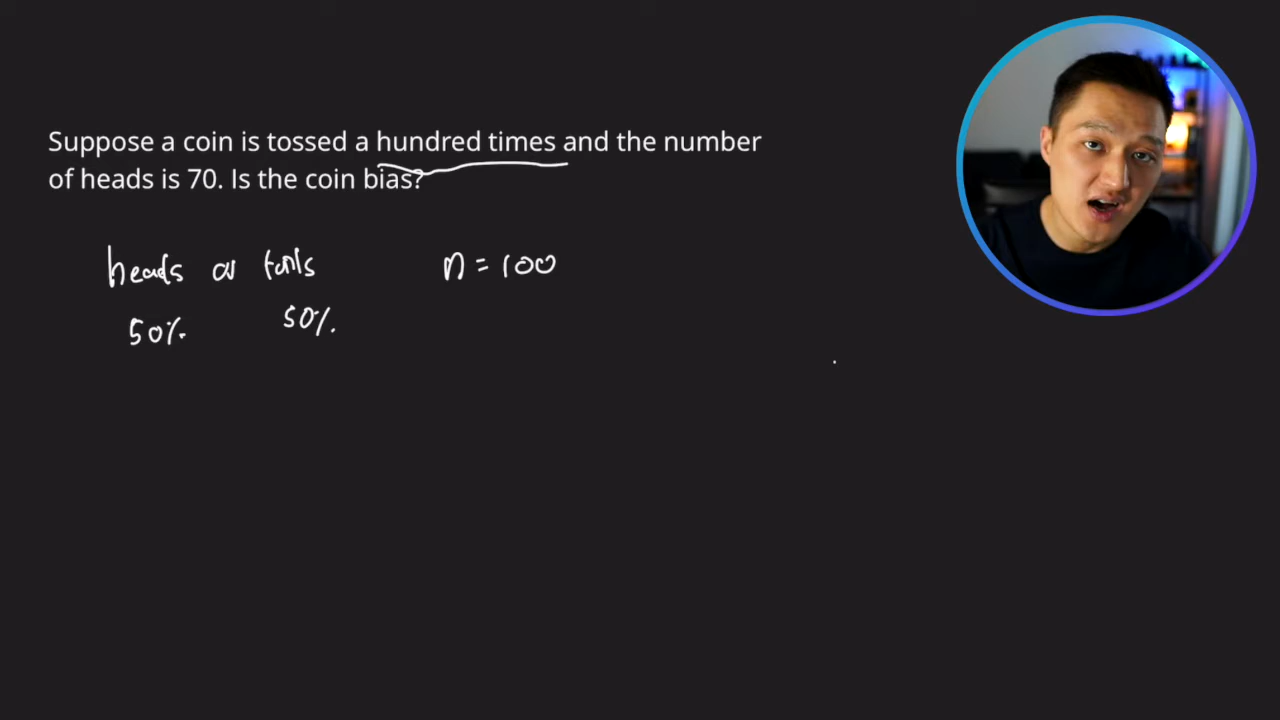 Suppose a coin is tossed a hundred times and the number
of heads is 70. Is the coin bias?
heads or tails n = 100
50% 50%